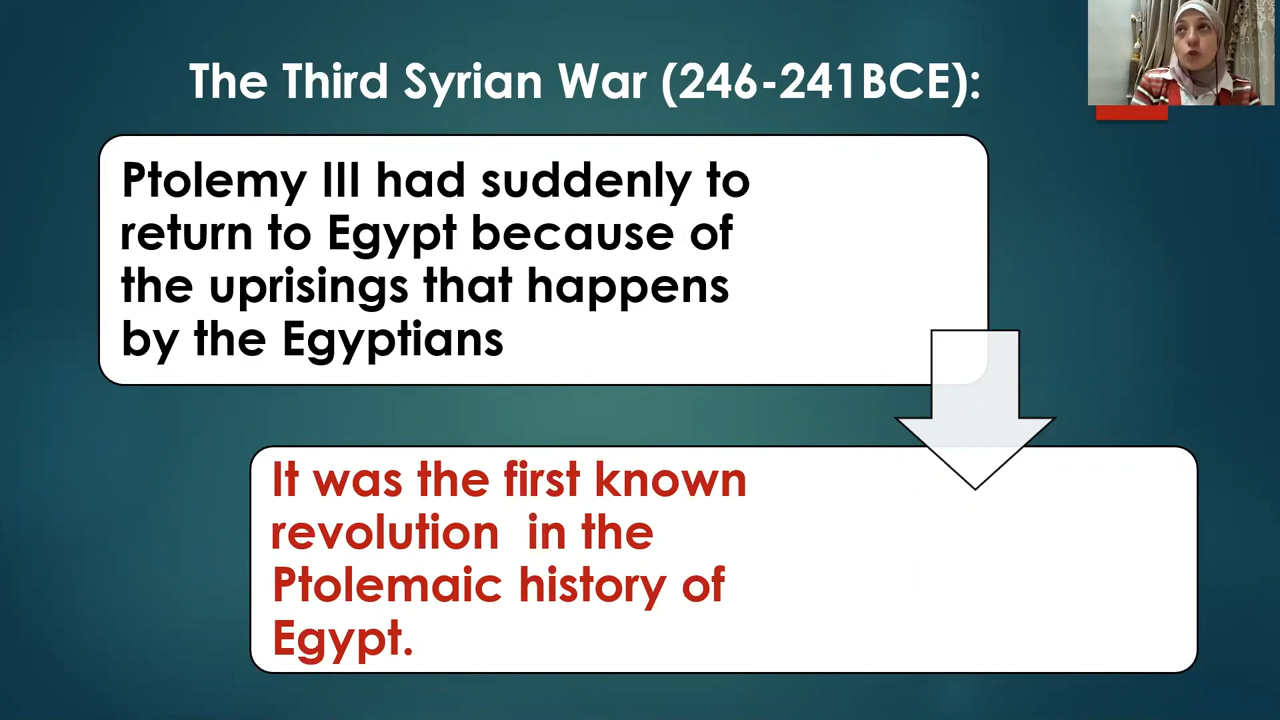 The Third Syrian War (246-241BCE):
Ptolemy III had suddenly to
return to Egypt because of
the uprisings that happens
by the Egyptians
It was the first known
revolution  in the
Ptolemaic history of
Egypt.